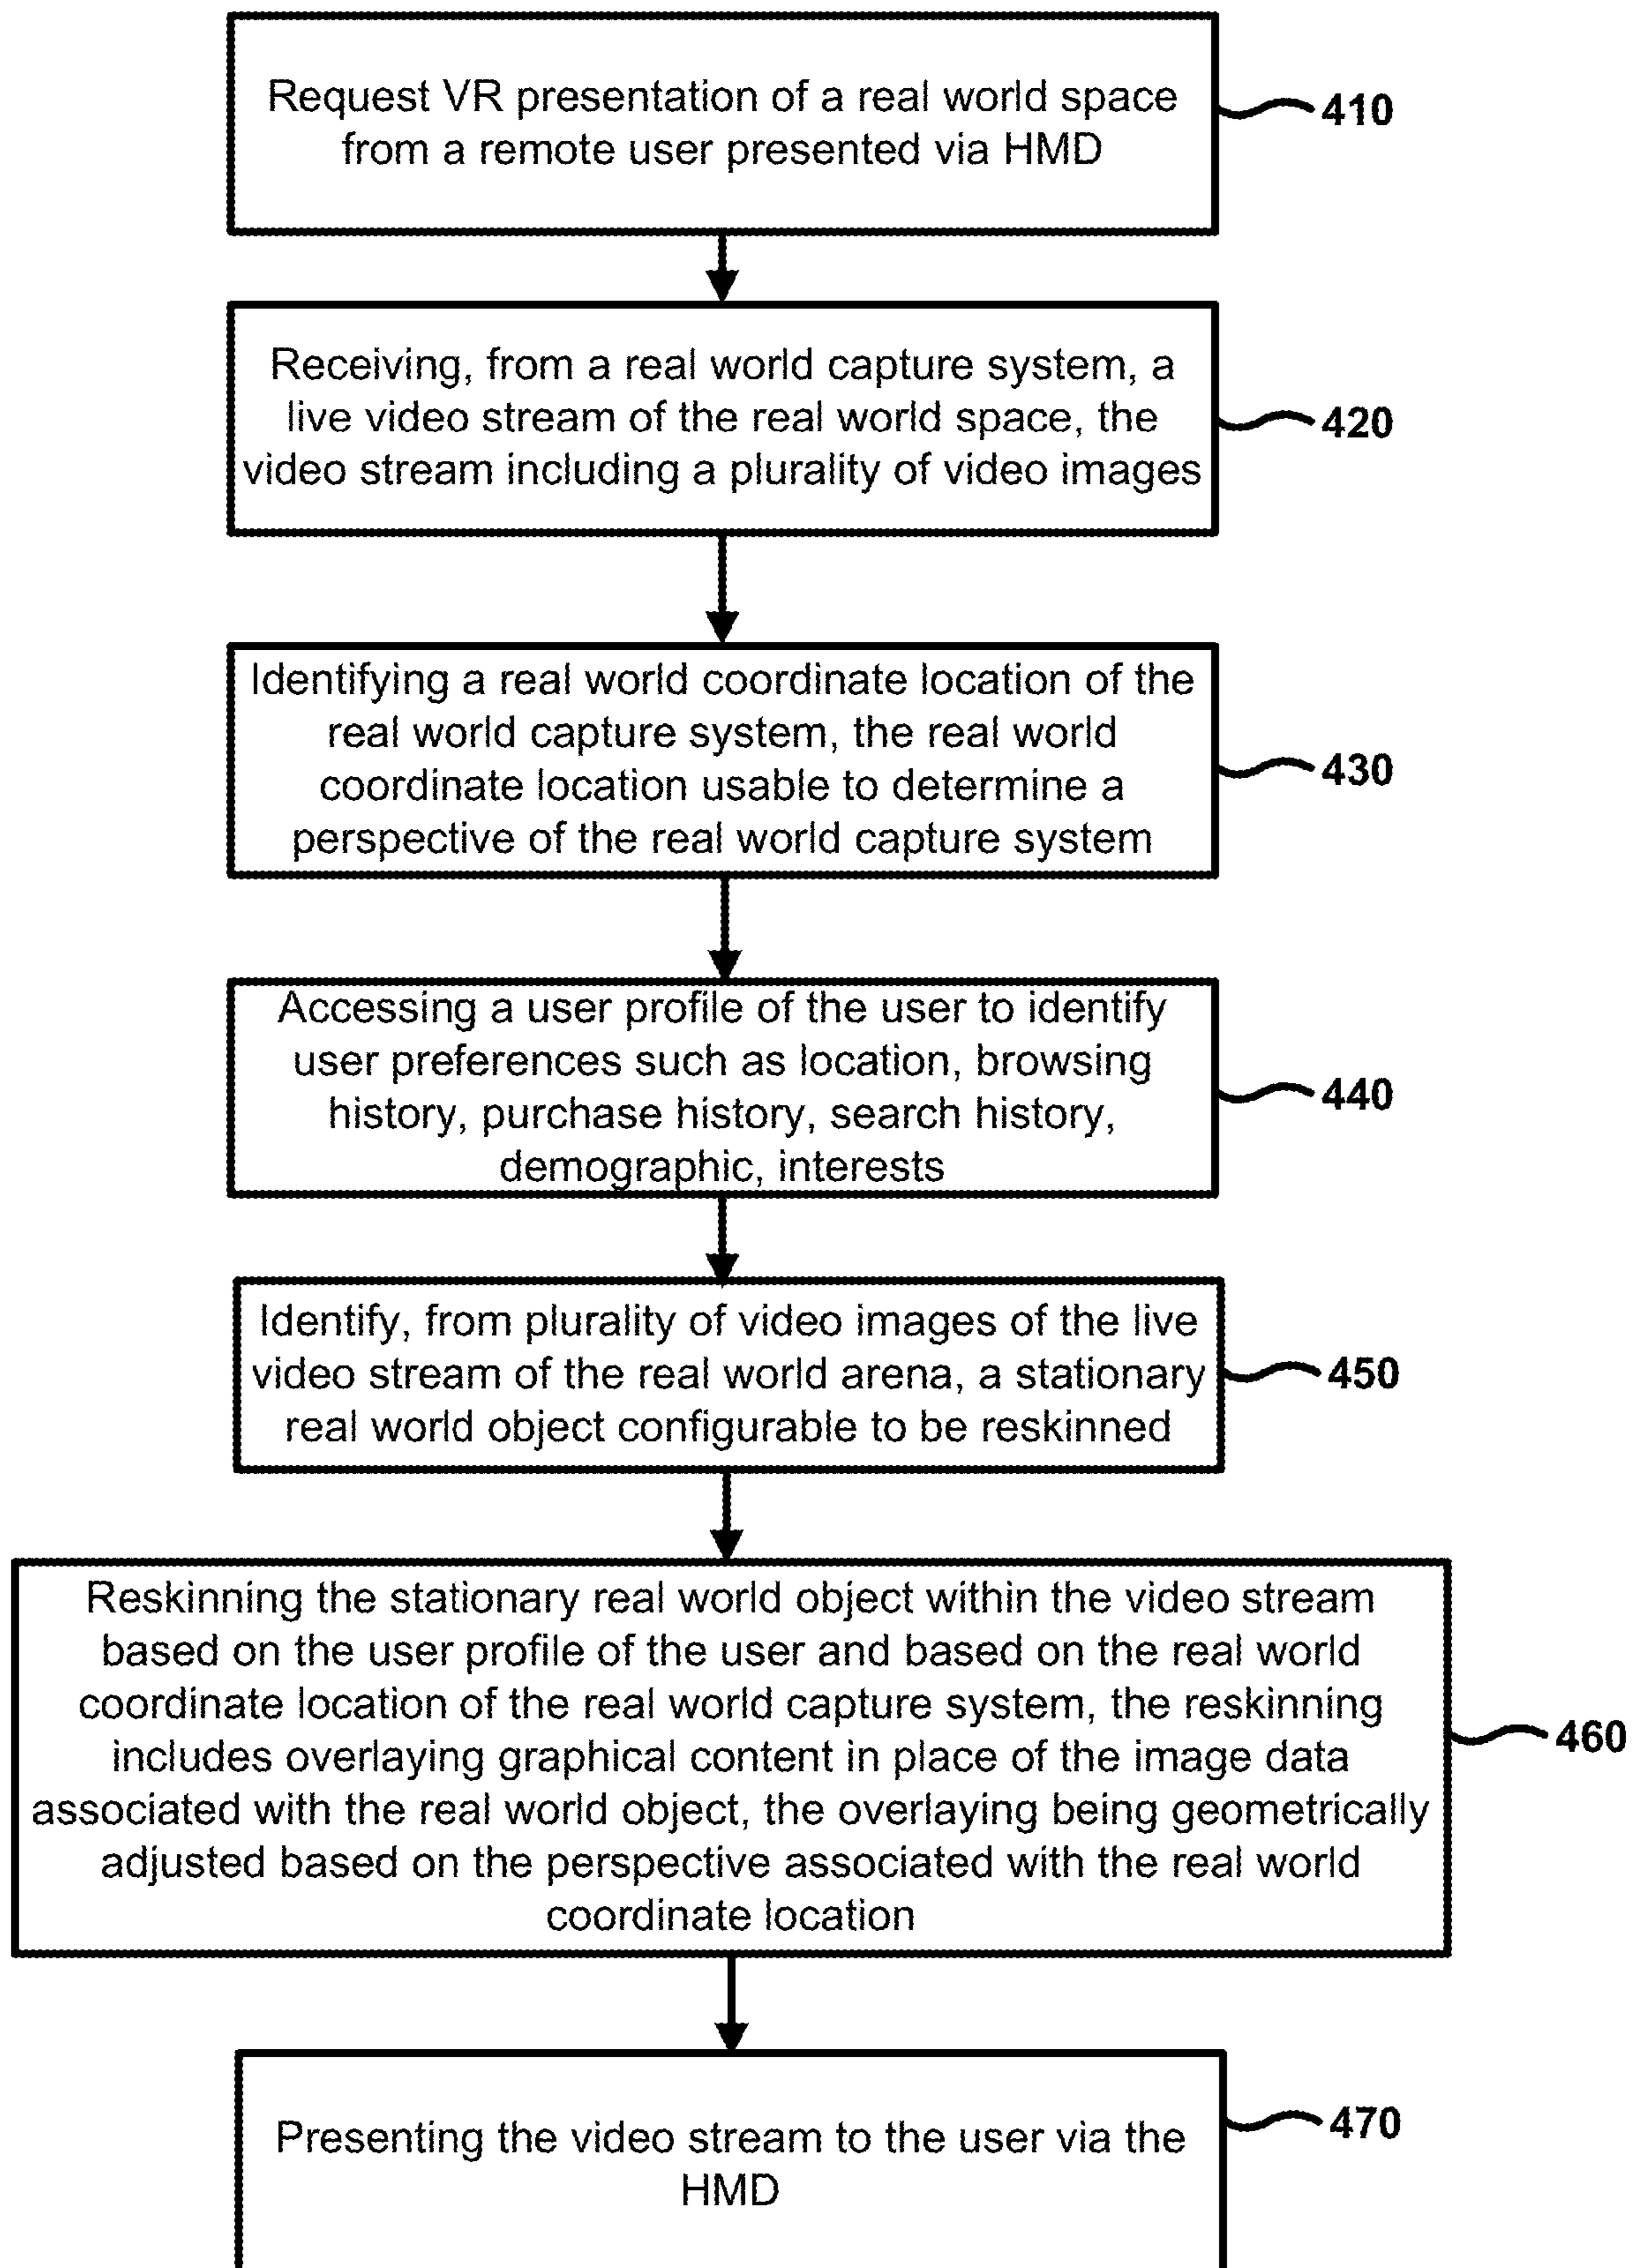 Request VR presentation of a real world space
from a remote user presented via HMD
410
Receiving, from a real world capture system, a
live video stream of the real world space, the
video stream including a plurality of video images
420
Identifying a real world coordinate location of the
real world capture system, the real world
coordinate location usable to determine a
perspective of the real world capture system
430
Accessing a user profile of the user to identify
user preferences such as location, browsing
history, purchase history, search history,
demographic, interests
440
Identify, from plurality of video images of the live
video stream of the real world arena, a stationary
real world object configurable to be reskinned
450
Reskinning the stationary real world object within the video stream
based on the user profile of the user and based on the real world
coordinate location of the real world capture system, the reskinning
includes overlaying graphical content in place of the image data
associated with the real world object, the overlaying being geometrically
adjusted based on the perspective associated with the real world
coordinate location
460
Presenting the video stream to the user via the
HMD
470